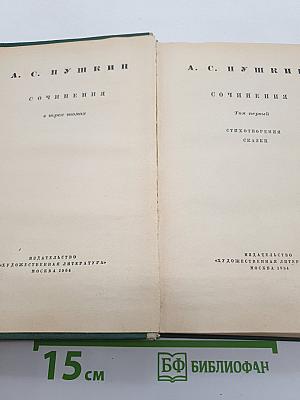 А. С. ПУШКИН
СОЧИНЕНИЯ
в трех томах
ИЗДАТЕЛЬСТВО
«ХУДОЖЕСТВЕННАЯ ЛИТЕРАТУРА»
МОСКВА 1964
А. С. ПУШКИН
СОЧИНЕНИЯ
Том первый
СТИХОТВОРЕНИЯ
СКАЗКИ
ИЗДАТЕЛЬСТВО
«ХУДОЖЕСТВЕННАЯ ЛИТЕРАТУРА»
МОСКВА 1964
15 см
БФ БИБЛИОФАН